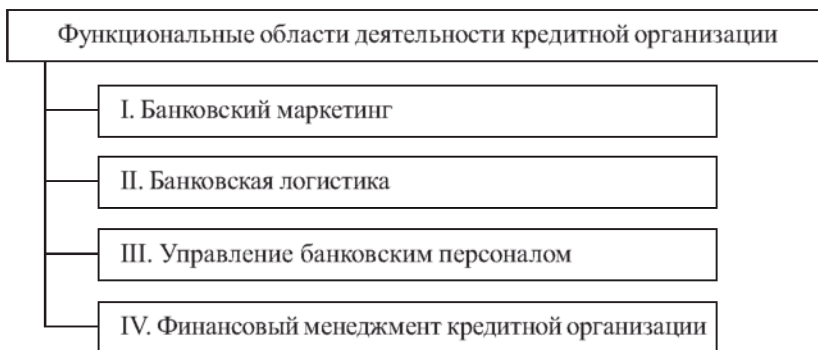 Функциональные области деятельности кредитной организации
I. Банковский маркетинг
II. Банковская логистика
III. Управление банковским персоналом
IV. Финансовый менеджмент кредитной организации